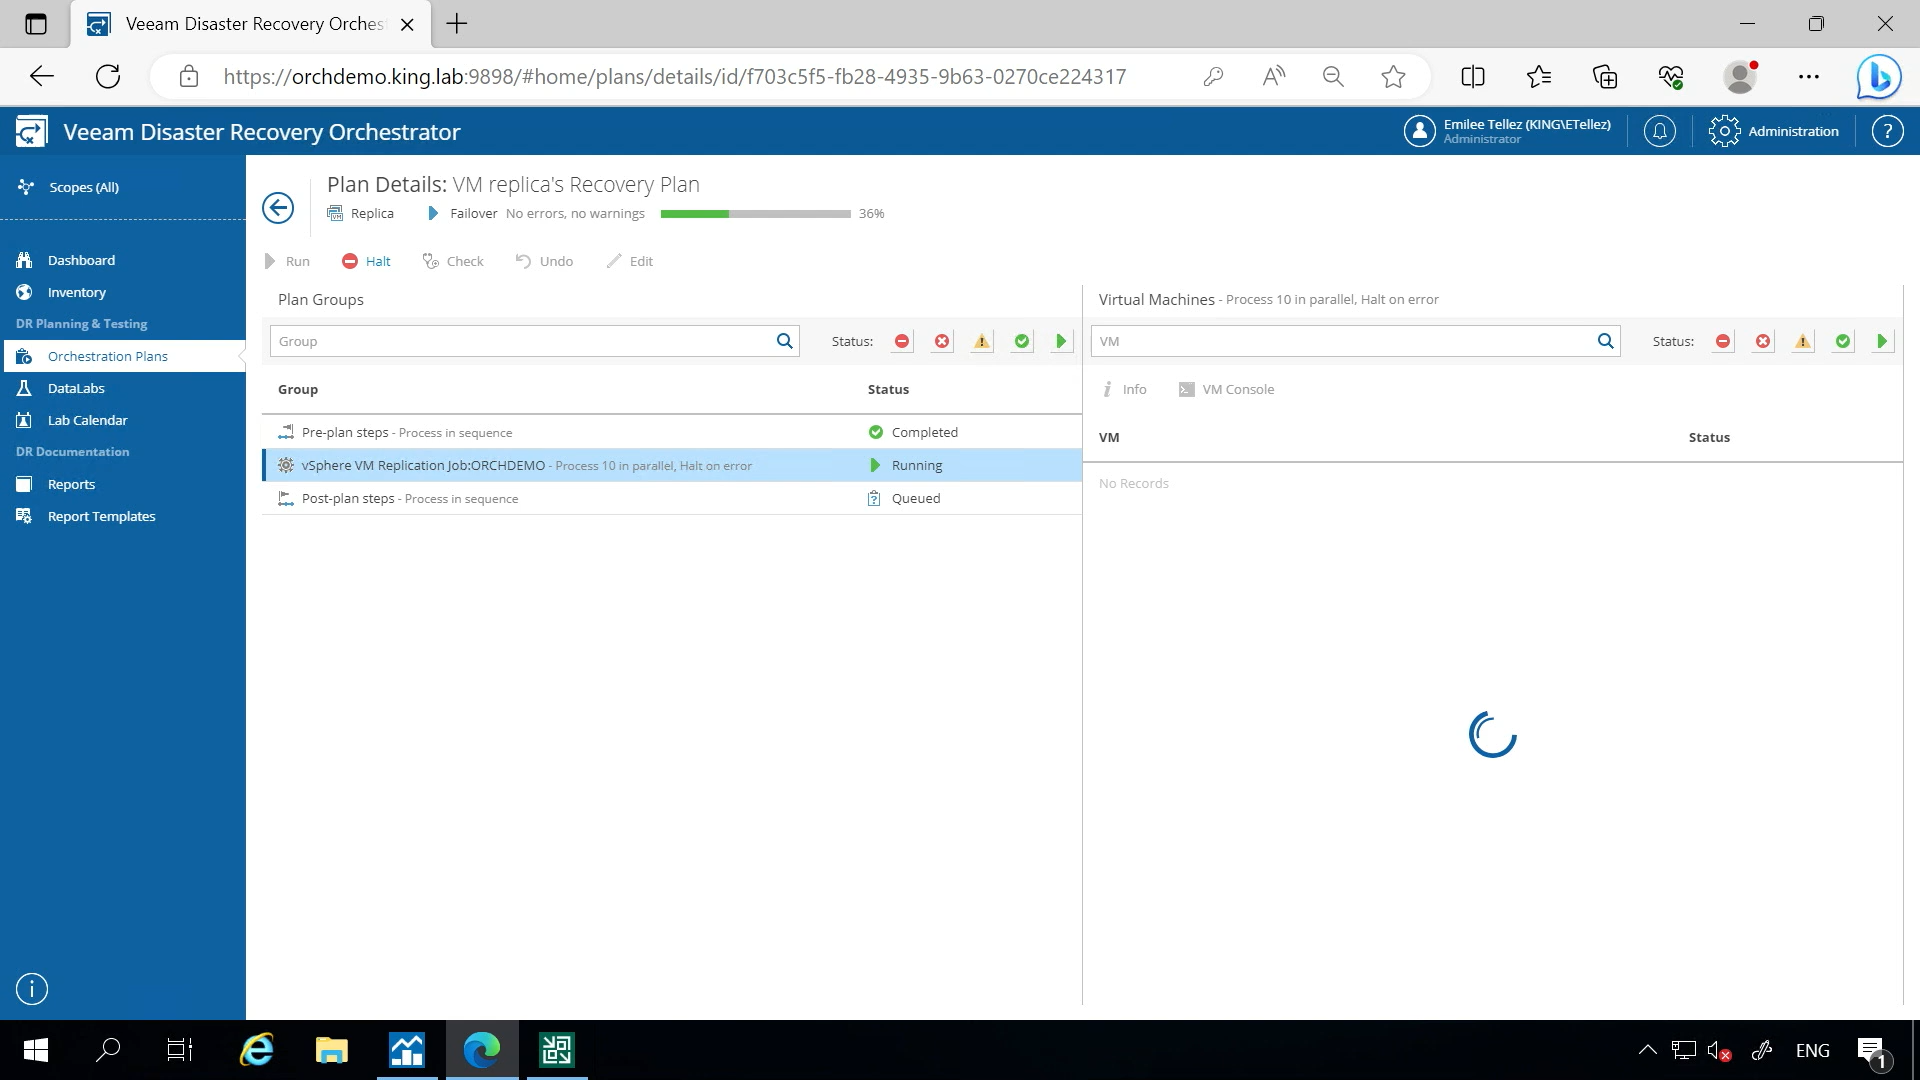 Veeam Disaster Recovery Orches
https://orchdemo.king.lab:9898/#home/plans/details/id/f703c5f5-fb28-4935-9b63-0270ce224317
Veeam Disaster Recovery Orchestrator
Emilee Tellez (KING\ETellez)
Administrator
Administration
?
Scopes (All)
Dashboard
Inventory
DR Planning & Testing
Orchestration Plans
DataLabs
Lab Calendar
DR Documentation
Reports
Report Templates
Plan Details: VM replica's Recovery Plan
Replica Failover No errors, no warnings 36%
Run Halt Check Undo Edit
Plan Groups
Group Status:
Group Status
Pre-plan steps - Process in sequence Completed
vSphere VM Replication Job:ORCHDEMO - Process 10 in parallel, Halt on error Running
Post-plan steps - Process in sequence Queued
Virtual Machines - Process 10 in parallel, Halt on error
VM Status:
Info VM Console
VM Status
No Records
ENG
1